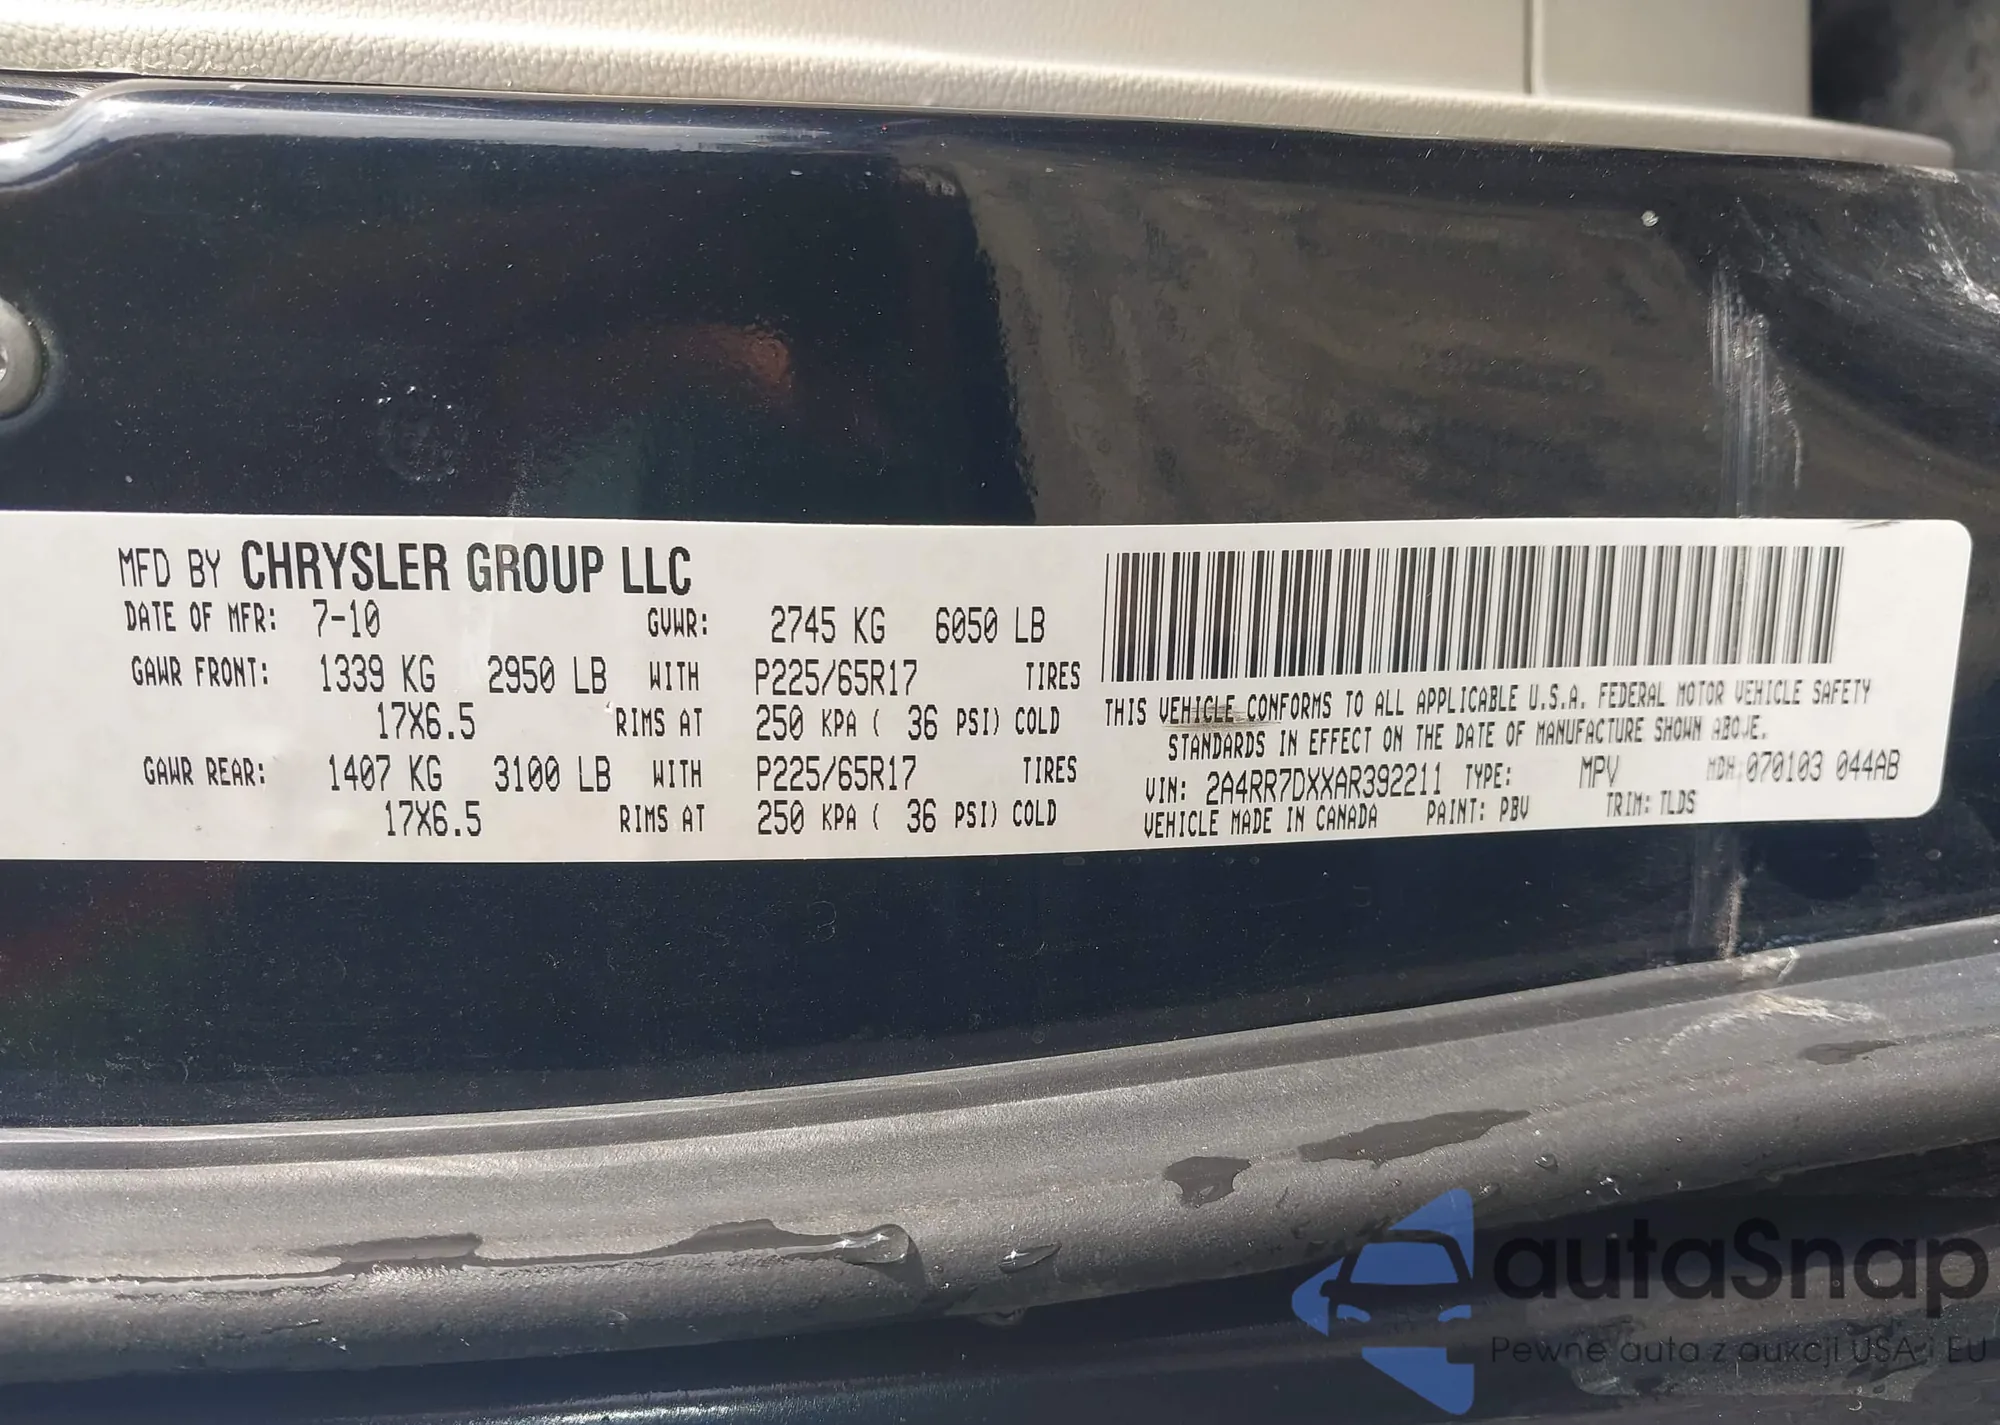 MFD BY CHRYSLER GROUP LLC
DATE OF MFR: 7-10 GVWR: 2745 KG 6050 LB
GAWR FRONT: 1339 KG 2950 LB WITH P225/65R17 TIRES
17X6.5 RIMS AT 250 KPA ( 36 PSI) COLD
GAWR REAR: 1407 KG 3100 LB WITH P225/65R17 TIRES
17X6.5 RIMS AT 250 KPA ( 36 PSI) COLD
THIS VEHICLE CONFORMS TO ALL APPLICABLE U.S.A. FEDERAL MOTOR VEHICLE SAFETY
STANDARDS IN EFFECT ON THE DATE OF MANUFACTURE SHOWN ABOVE.
VIN: 2A4RR7DXXAR392211 TYPE: MPV MDH:070103 044AB
VEHICLE MADE IN CANADA PAINT: PBV TRIM: TLDS
autaSnap
Pewne auta z aukcji USA i EU